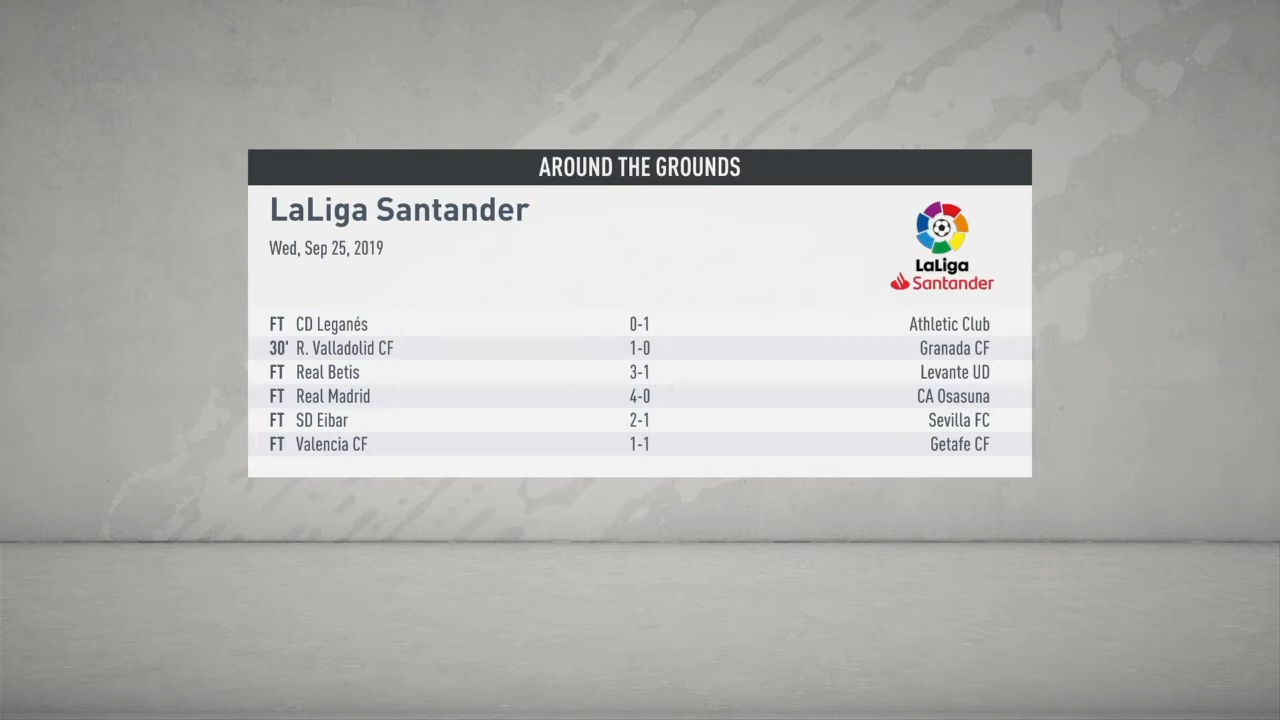 AROUND THE GROUNDS
LaLiga Santander
Wed, Sep 25, 2019
LaLiga
Santander
FT CD Leganés 0-1 Athletic Club
30' R. Valladolid CF 1-0 Granada CF
FT Real Betis 3-1 Levante UD
FT Real Madrid 4-0 CA Osasuna
FT SD Eibar 2-1 Sevilla FC
FT Valencia CF 1-1 Getafe CF